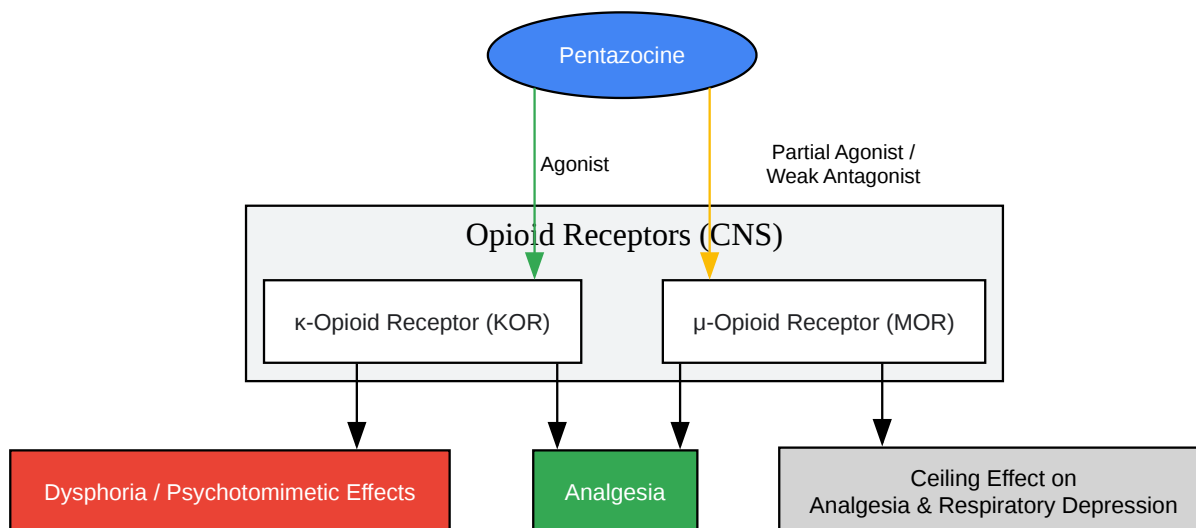 Pentazocine
Agonist
Partial Agonist /
Weak Antagonist
Opioid Receptors (CNS)
κ-Opioid Receptor (KOR)
μ-Opioid Receptor (MOR)
Dysphoria / Psychotomimetic Effects
Analgesia
Ceiling Effect on
Analgesia & Respiratory Depression